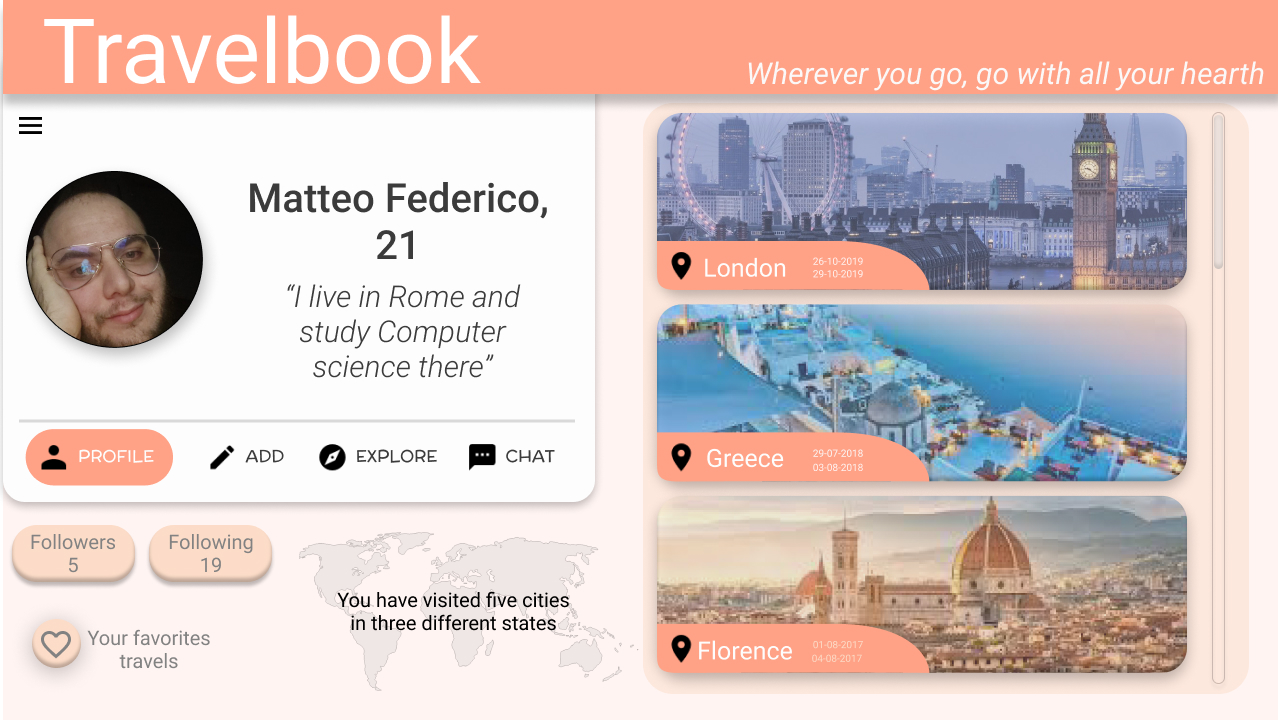 Travelbook
Wherever you go, go with all your hearth
Matteo Federico,
21
“I live in Rome and
study Computer
science there”
PROFILE
ADD
EXPLORE
CHAT
Followers
5
Following
19
You have visited five cities
in three different states
Your favorites
travels
London
26-10-2019
29-10-2019
Greece
29-07-2018
03 08 2018
Florence
01-08-2017
04-08-2017